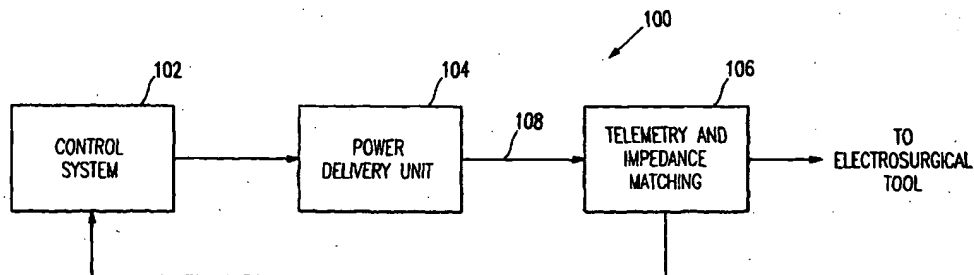 100
102
104
106
108
CONTROL
SYSTEM
POWER
DELIVERY UNIT
TELEMETRY AND
IMPEDANCE
MATCHING
TO
ELECTROSURGICAL
TOOL